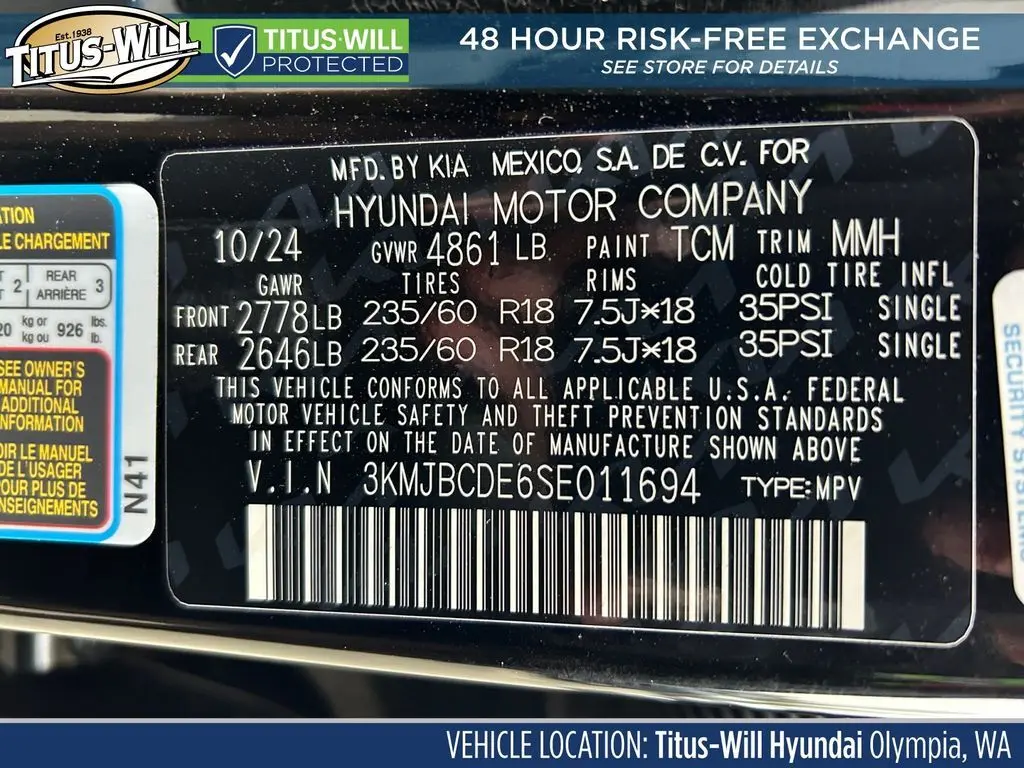 Est. 1938
TITUS-WILL
TITUS-WILL
PROTECTED
48 HOUR RISK-FREE EXCHANGE
SEE STORE FOR DETAILS
MFD. BY KIA MEXICO, S.A. DE C.V. FOR
HYUNDAI MOTOR COMPANY
10/24 GVWR 4861 LB PAINT TCM TRIM MMH
GAWR TIRES RIMS COLD TIRE INFL
FRONT 2778LB 235/60 R18 7.5J×18 35PSI SINGLE
REAR 2646LB 235/60 R18 7.5J×18 35PSI SINGLE
THIS VEHICLE CONFORMS TO ALL APPLICABLE U.S.A. FEDERAL
MOTOR VEHICLE SAFETY AND THEFT PREVENTION STANDARDS
IN EFFECT ON THE DATE OF MANUFACTURE SHOWN ABOVE
V.I.N 3KMJBCDE6SE011694 TYPE:MPV
LE CHARGEMENT
2 REAR 3
ARRIÈRE
kg or 926 lbs.
kg ou lb.
SEE OWNER'S
MANUAL FOR
ADDITIONAL
INFORMATION
LE MANUEL
DE L'USAGER
POUR PLUS DE
N41
SECURITY SYSTEMS
VEHICLE LOCATION: Titus-Will Hyundai Olympia, WA